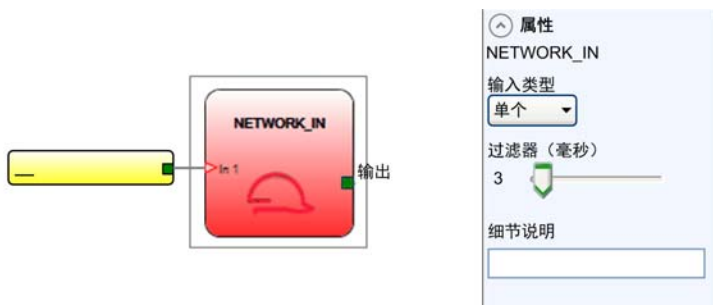 NETWORK_IN
In 1
输出
属性
NETWORK_IN
输入类型
单个
过滤器（毫秒）
3
细节说明